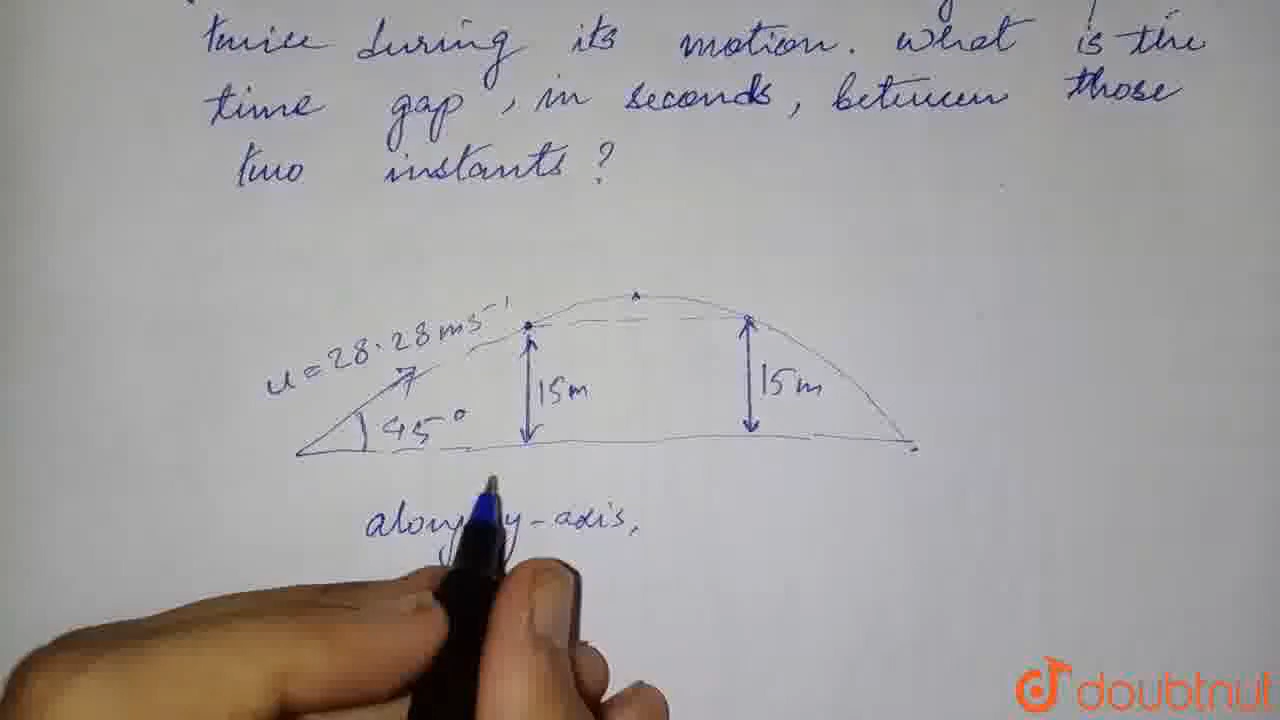 twice during its motion. what is the
time gap, in seconds, between those
two instants?
u=28.28 ms⁻¹
45°
15m
15m
along y-axis,
doubtnut